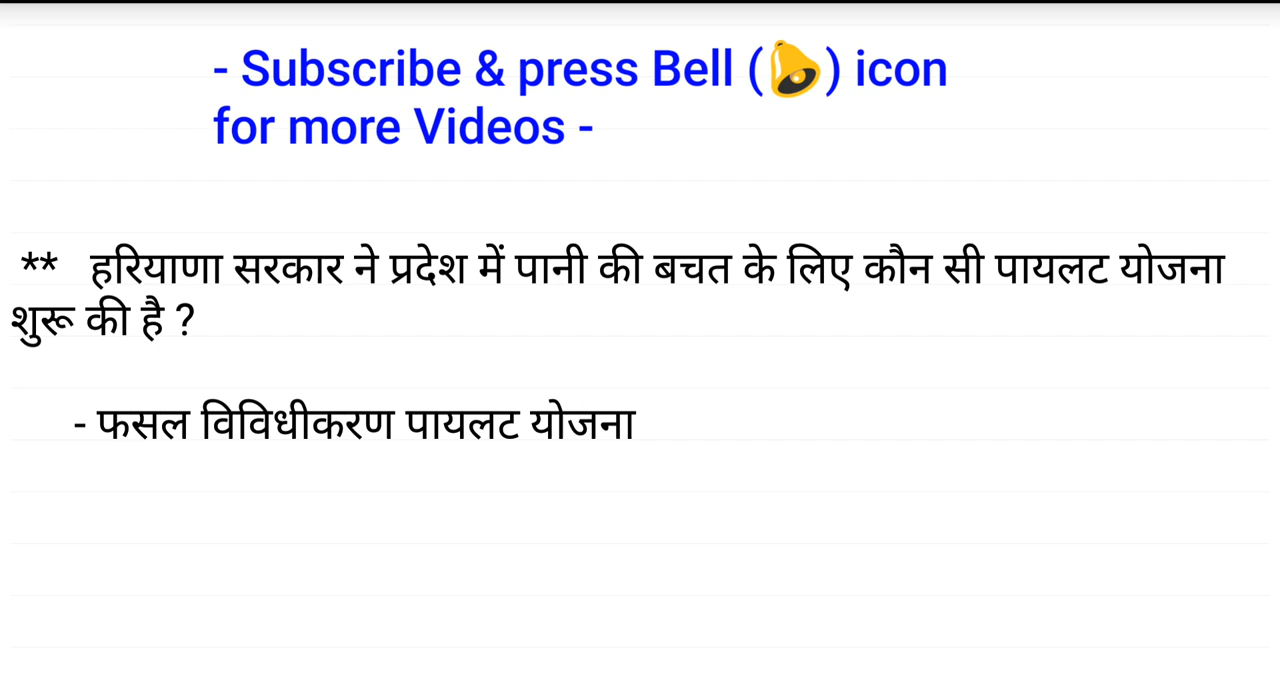 - Subscribe & press Bell (🔔) icon
for more Videos -
** हरियाणा सरकार ने प्रदेश में पानी की बचत के लिए कौन सी पायलट योजना
शुरू की है ?
- फसल विविधीकरण पायलट योजना